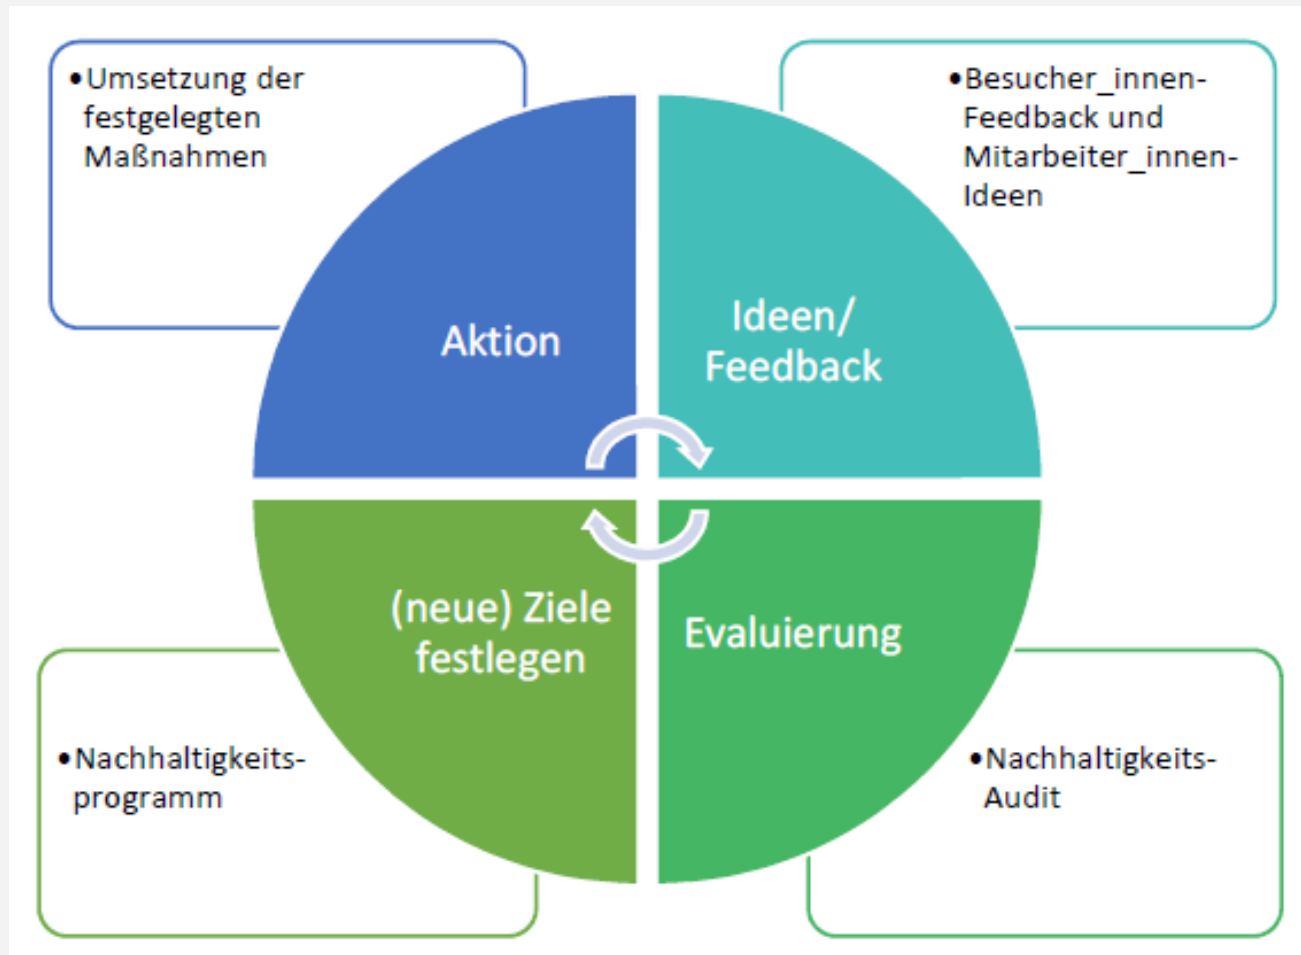 •Umsetzung der
festgelegten
Maßnahmen
•Besucher_innen-
Feedback und
Mitarbeiter_innen-
Ideen
Aktion
Ideen/
Feedback
(neue) Ziele
festlegen
Evaluierung
•Nachhaltigkeits-
programm
•Nachhaltigkeits-
Audit